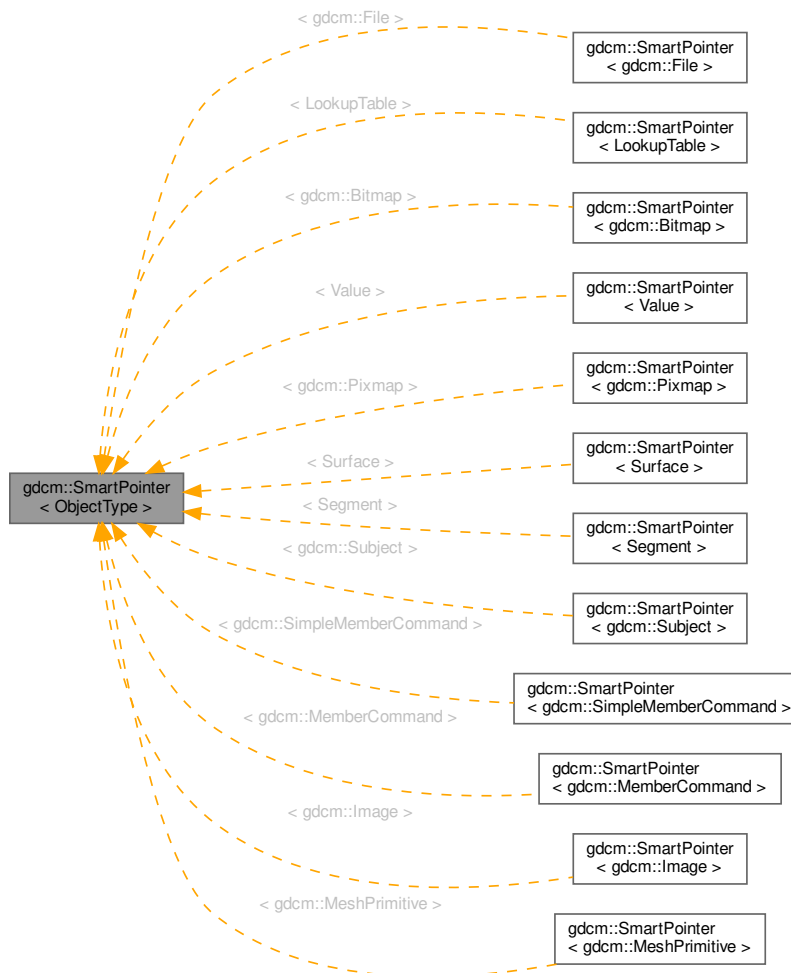 < gdcm::File >
gdcm::SmartPointer
< gdcm::File >
< LookupTable >
gdcm::SmartPointer
< LookupTable >
< gdcm::Bitmap >
gdcm::SmartPointer
< gdcm::Bitmap >
< Value >
gdcm::SmartPointer
< Value >
< gdcm::Pixmap >
gdcm::SmartPointer
< gdcm::Pixmap >
< Surface >
gdcm::SmartPointer
< Surface >
gdcm::SmartPointer
< ObjectType >
< Segment >
gdcm::SmartPointer
< Segment >
< gdcm::Subject >
gdcm::SmartPointer
< gdcm::Subject >
< gdcm::SimpleMemberCommand >
gdcm::SmartPointer
< gdcm::SimpleMemberCommand >
< gdcm::MemberCommand >
gdcm::SmartPointer
< gdcm::MemberCommand >
< gdcm::Image >
gdcm::SmartPointer
< gdcm::Image >
< gdcm::MeshPrimitive >
gdcm::SmartPointer
< gdcm::MeshPrimitive >